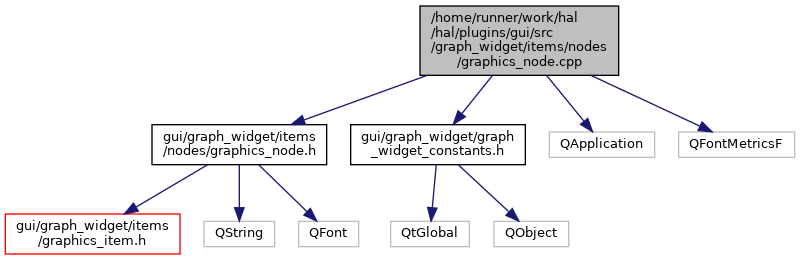 /home/runner/work/hal
/hal/plugins/gui/src
/graph_widget/items/nodes
/graphics_node.cpp
gui/graph_widget/items
/nodes/graphics_node.h
gui/graph_widget/graph
_widget_constants.h
QApplication
QFontMetricsF
gui/graph_widget/items
/graphics_item.h
QString
QFont
QtGlobal
QObject